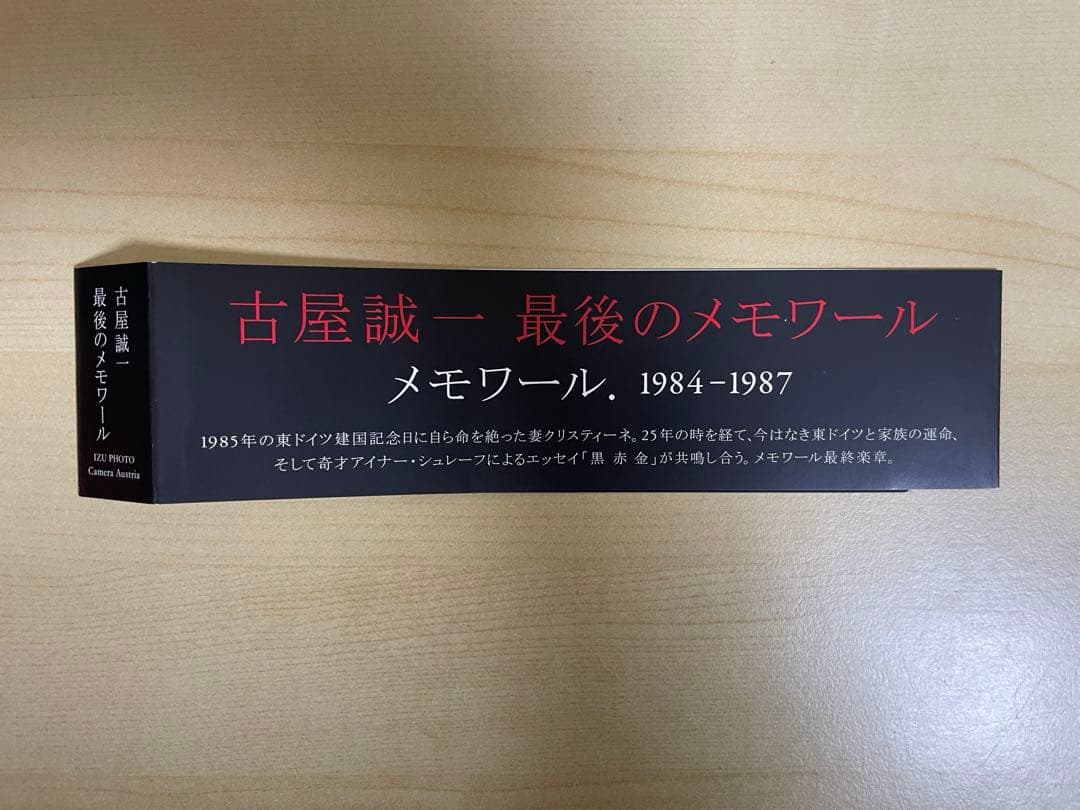 古屋誠一
最後のメモワール
IZU PHOTO
Camera Austria
古屋誠一 最後のメモワール
メモワール. 1984–1987
1985年の東ドイツ建国記念日に自ら命を絶った妻クリスティーネ。25年の時を経て、今はなき東ドイツと家族の運命、
そして奇才アイナー・シュレーフによるエッセイ「黒 赤 金」が共鳴し合う。メモワール最終楽章。